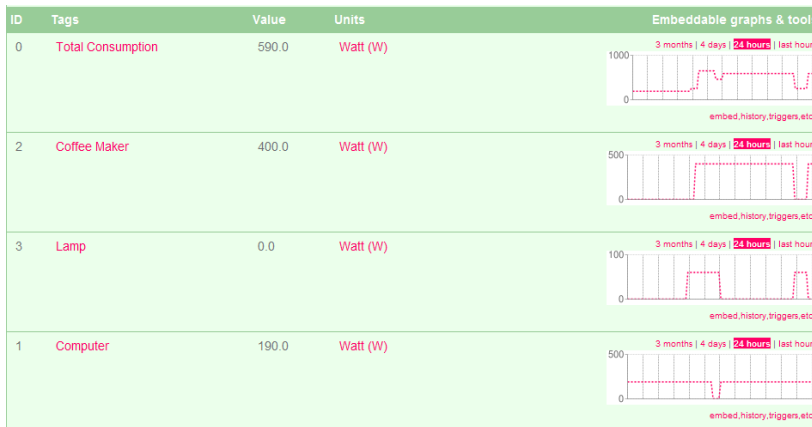 ID Tags Value Units Embeddable graphs & tool
0 Total Consumption 590.0 Watt (W) 3 months | 4 days | 24 hours | last hour
1000
0
embed,history,triggers,etc
2 Coffee Maker 400.0 Watt (W) 3 months | 4 days | 24 hours | last hour
500
0
embed,history,triggers,etc
3 Lamp 0.0 Watt (W) 3 months | 4 days | 24 hours | last hour
100
0
embed,history,triggers,etc
1 Computer 190.0 Watt (W) 3 months | 4 days | 24 hours | last hour
500
0
embed,history,triggers,etc